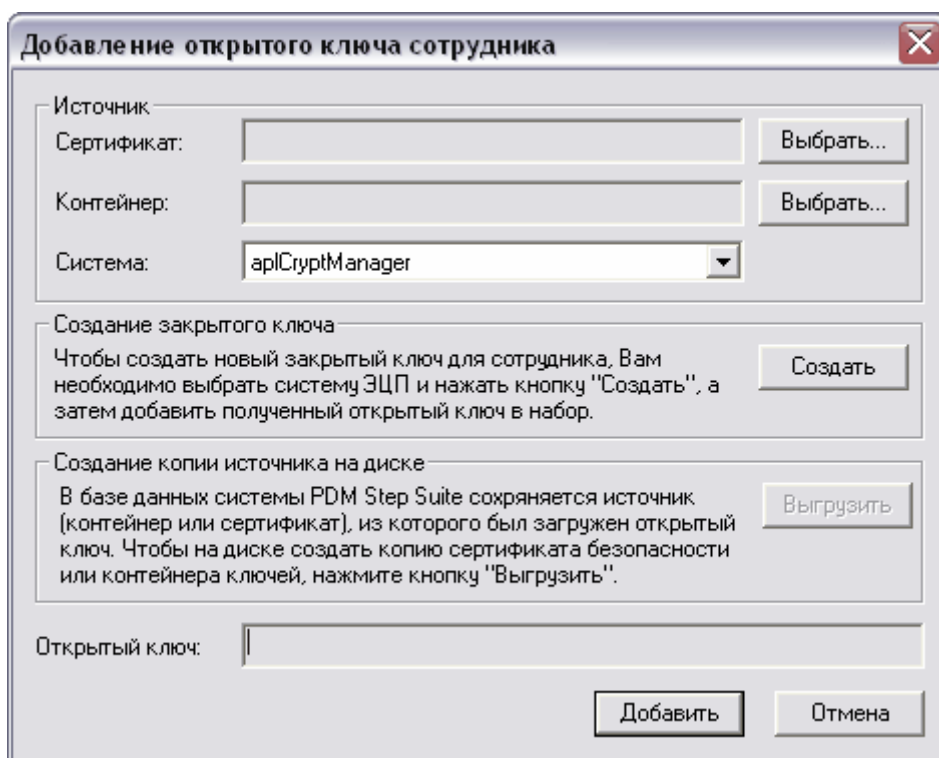 Добавление открытого ключа сотрудника
Источник
Сертификат:
Выбрать...
Контейнер:
Выбрать...
Система:
aplCryptManager
Создание закрытого ключа
Чтобы создать новый закрытый ключ для сотрудника, Вам
необходимо выбрать систему ЭЦП и нажать кнопку "Создать", а
затем добавить полученный открытый ключ в набор.
Создать
Создание копии источника на диске
В базе данных системы PDM Step Suite сохряняется источник
(контейнер или сертификат), из которого был загружен открытый
ключ. Чтобы на диске создать копию сертификата безопасности
или контейнера ключей, нажмите кнопку "Выгрузить".
Выгрузить
Открытый ключ:
Добавить
Отмена